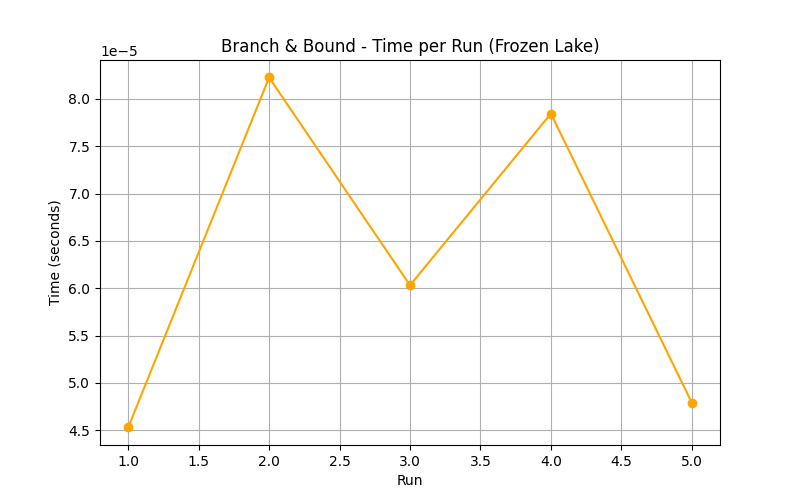 Branch & Bound - Time per Run (Frozen Lake)
1e−5
Time (seconds)
8.0
7.5
7.0
6.5
6.0
5.5
5.0
4.5
1.0 1.5 2.0 2.5 3.0 3.5 4.0 4.5 5.0
Run